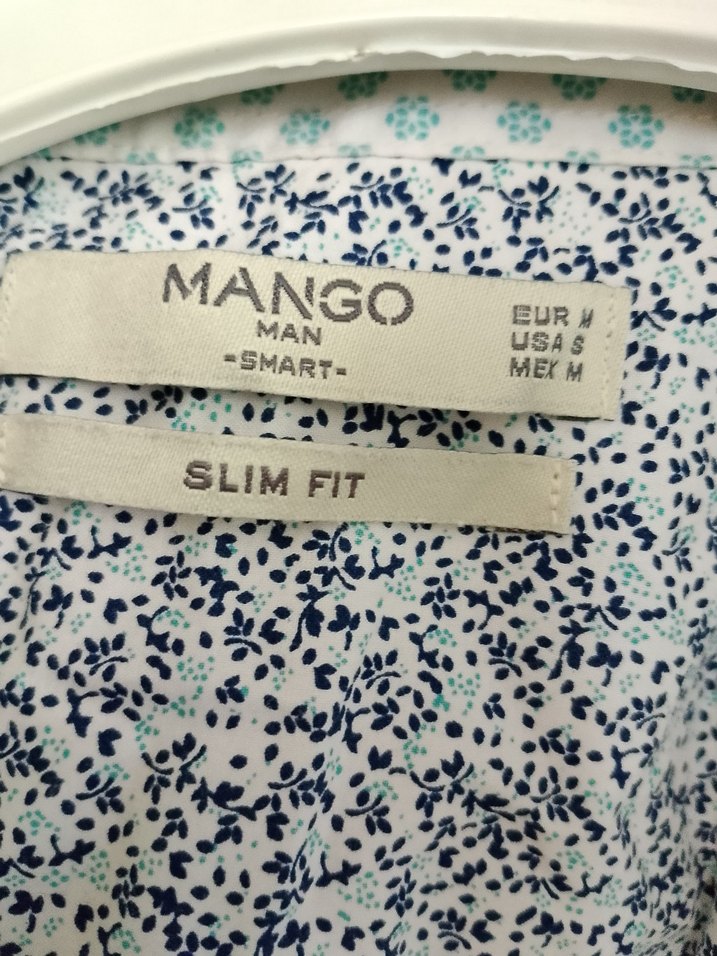 MANGO
MAN
-SMART-
EUR M
USA S
MEX M
SLIM FIT